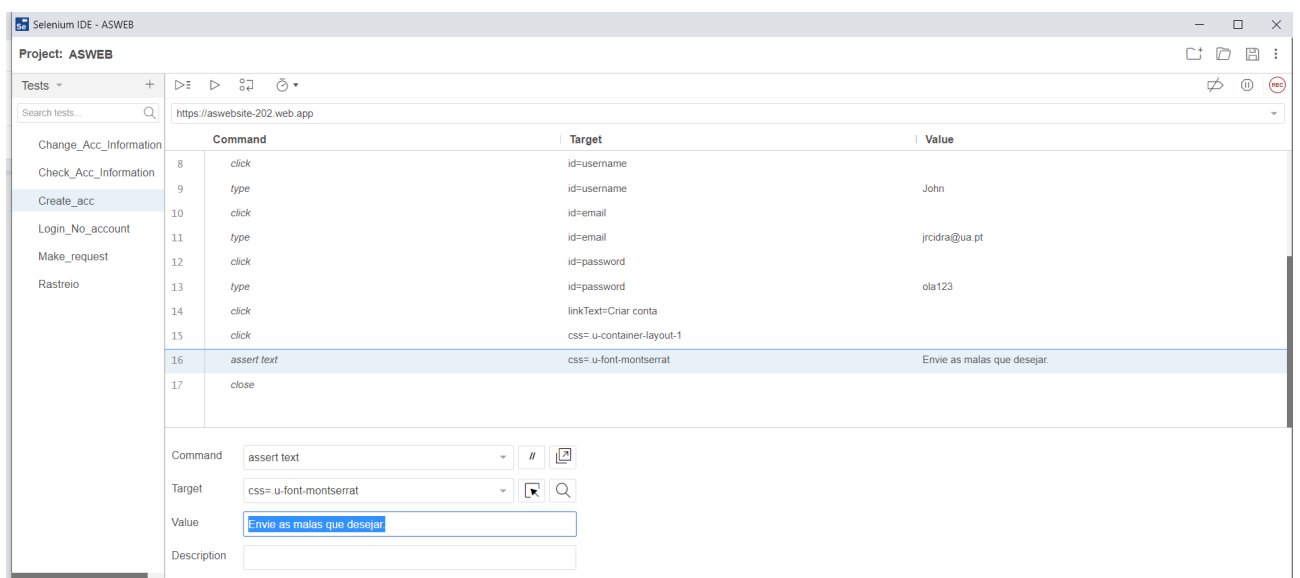 Selenium IDE - ASWEB
Project: ASWEB
Tests
Search tests...
https://aswebsite-202.web.app
Change_Acc_Information
Check_Acc_Information
Create_acc
Login_No_account
Make_request
Rastreio
REC
Command Target Value
8 click id=username
9 type id=username John
10 click id=email
11 type id=email jrcidra@ua.pt
12 click id=password
13 type id=password ola123
14 click linkText=Criar conta
15 click css=.u-container-layout-1
16 assert text css=.u-font-montserrat Envie as malas que desejar.
17 close
Command assert text //
Target css=.u-font-montserrat
Value Envie as malas que desejar.
Description